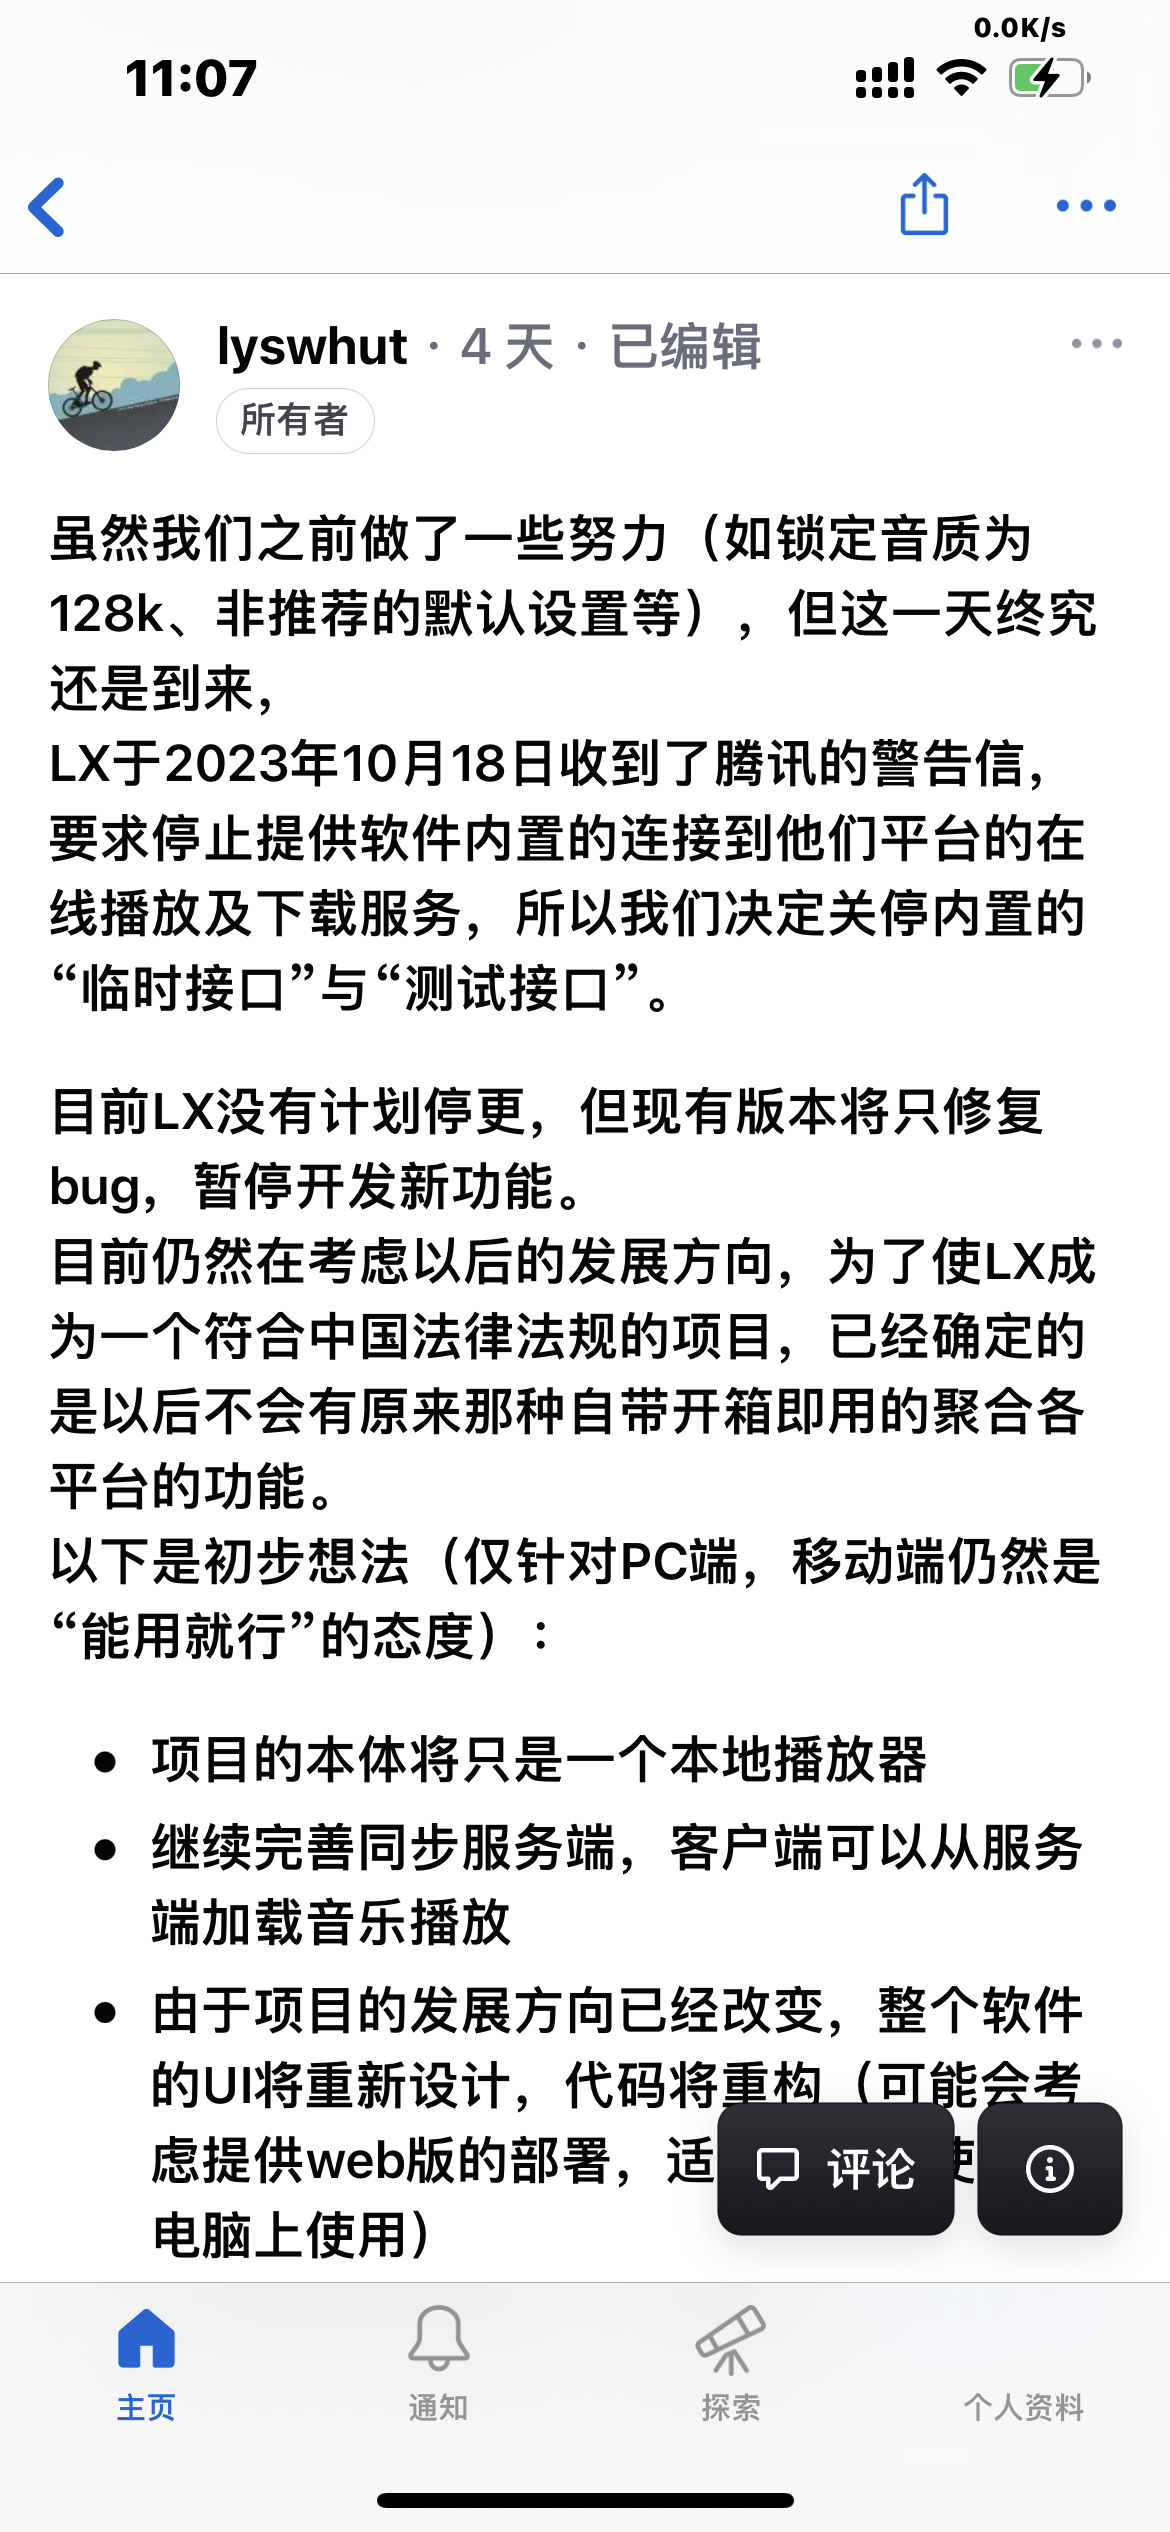 0.0K/s
11:07
lyswhut · 4 天 · 已编辑
所有者
虽然我们之前做了一些努力（如锁定音质为
128k、非推荐的默认设置等），但这一天终究
还是到来，
LX于2023年10月18日收到了腾讯的警告信，
要求停止提供软件内置的连接到他们平台的在
线播放及下载服务，所以我们决定关停内置的
“临时接口”与“测试接口”。
目前LX没有计划停更，但现有版本将只修复
bug，暂停开发新功能。
目前仍然在考虑以后的发展方向，为了使LX成
为一个符合中国法律法规的项目，已经确定的
是以后不会有原来那种自带开箱即用的聚合各
平台的功能。
以下是初步想法（仅针对PC端，移动端仍然是
“能用就行”的态度）：
• 项目的本体将只是一个本地播放器
• 继续完善同步服务端，客户端可以从服务
端加载音乐播放
• 由于项目的发展方向已经改变，整个软件
的UI将重新设计，代码将重构（可能会考
虑提供web版的部署，适
电脑上使用）
评论
主页
通知
探索
个人资料